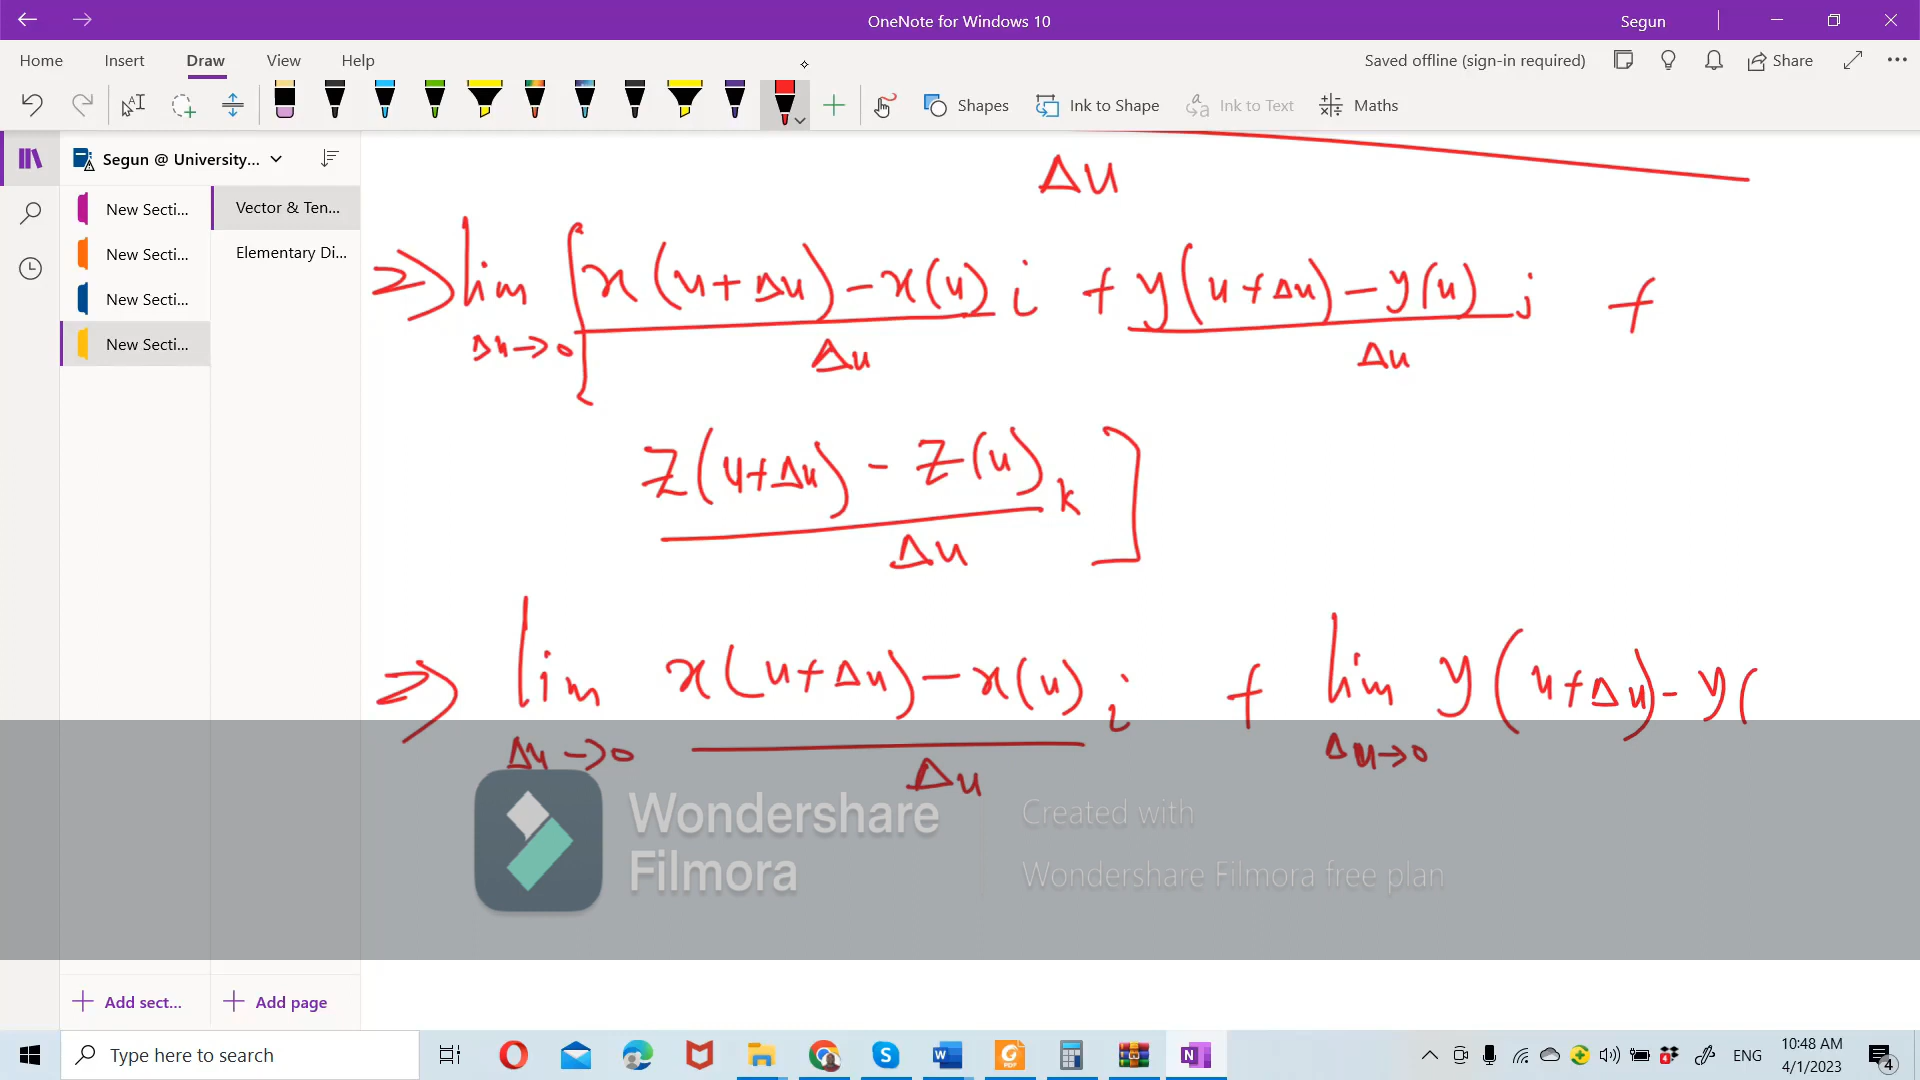 OneNote for Windows 10
Segun
Home Insert Draw View Help
Saved offline (sign-in required) Share
Shapes Ink to Shape Ink to Text Maths
Segun @ University...
New Secti...
New Secti...
New Secti...
New Secti...
Vector & Ten...
Elementary Di...
Δu
=> lim [ x(u+Δu) - x(u) i + y(u+Δu) - y(u) j +
Δu→0 Δu Δu
z(u+Δu) - z(u) k ]
Δu
=> lim x(u+Δu) - x(u) i + lim y(u+Δu) - y(
Δu→0 Δu Δu→0
Wondershare
Filmora
Created with
Wondershare Filmora free plan
Add sect... Add page
Type here to search
ENG
10:48 AM
4/1/2023
4